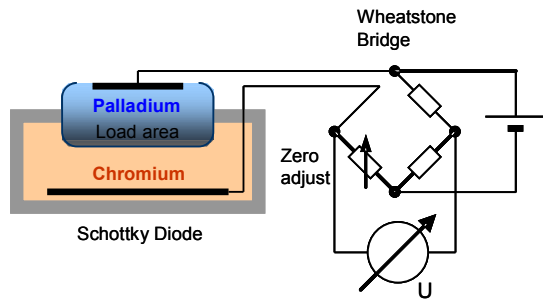 Wheatstone
Bridge
Palladium
Load area
Chromium
Zero
adjust
Schottky Diode
U